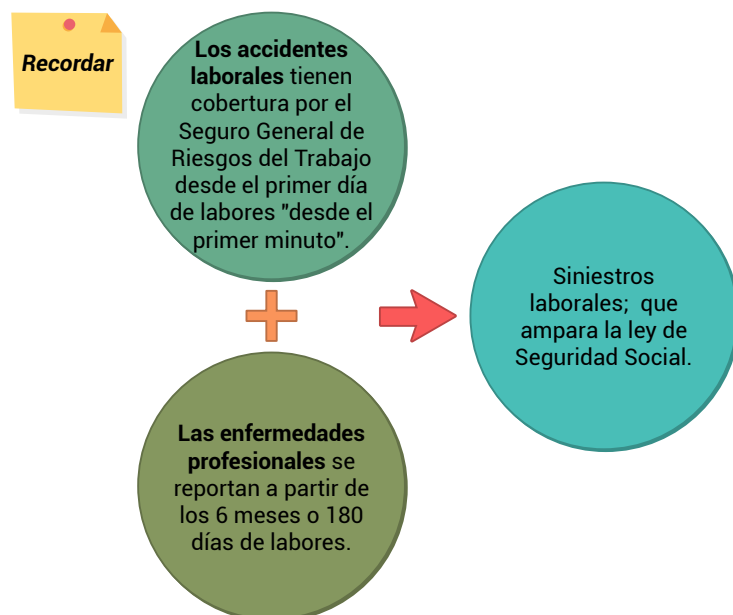 Recordar
Los accidentes
laborales tienen
cobertura por el
Seguro General de
Riesgos del Trabajo
desde el primer día
de labores "desde el
primer minuto".
Las enfermedades
profesionales se
reportan a partir de
los 6 meses o 180
días de labores.
Siniestros
laborales; que
ampara la ley de
Seguridad Social.